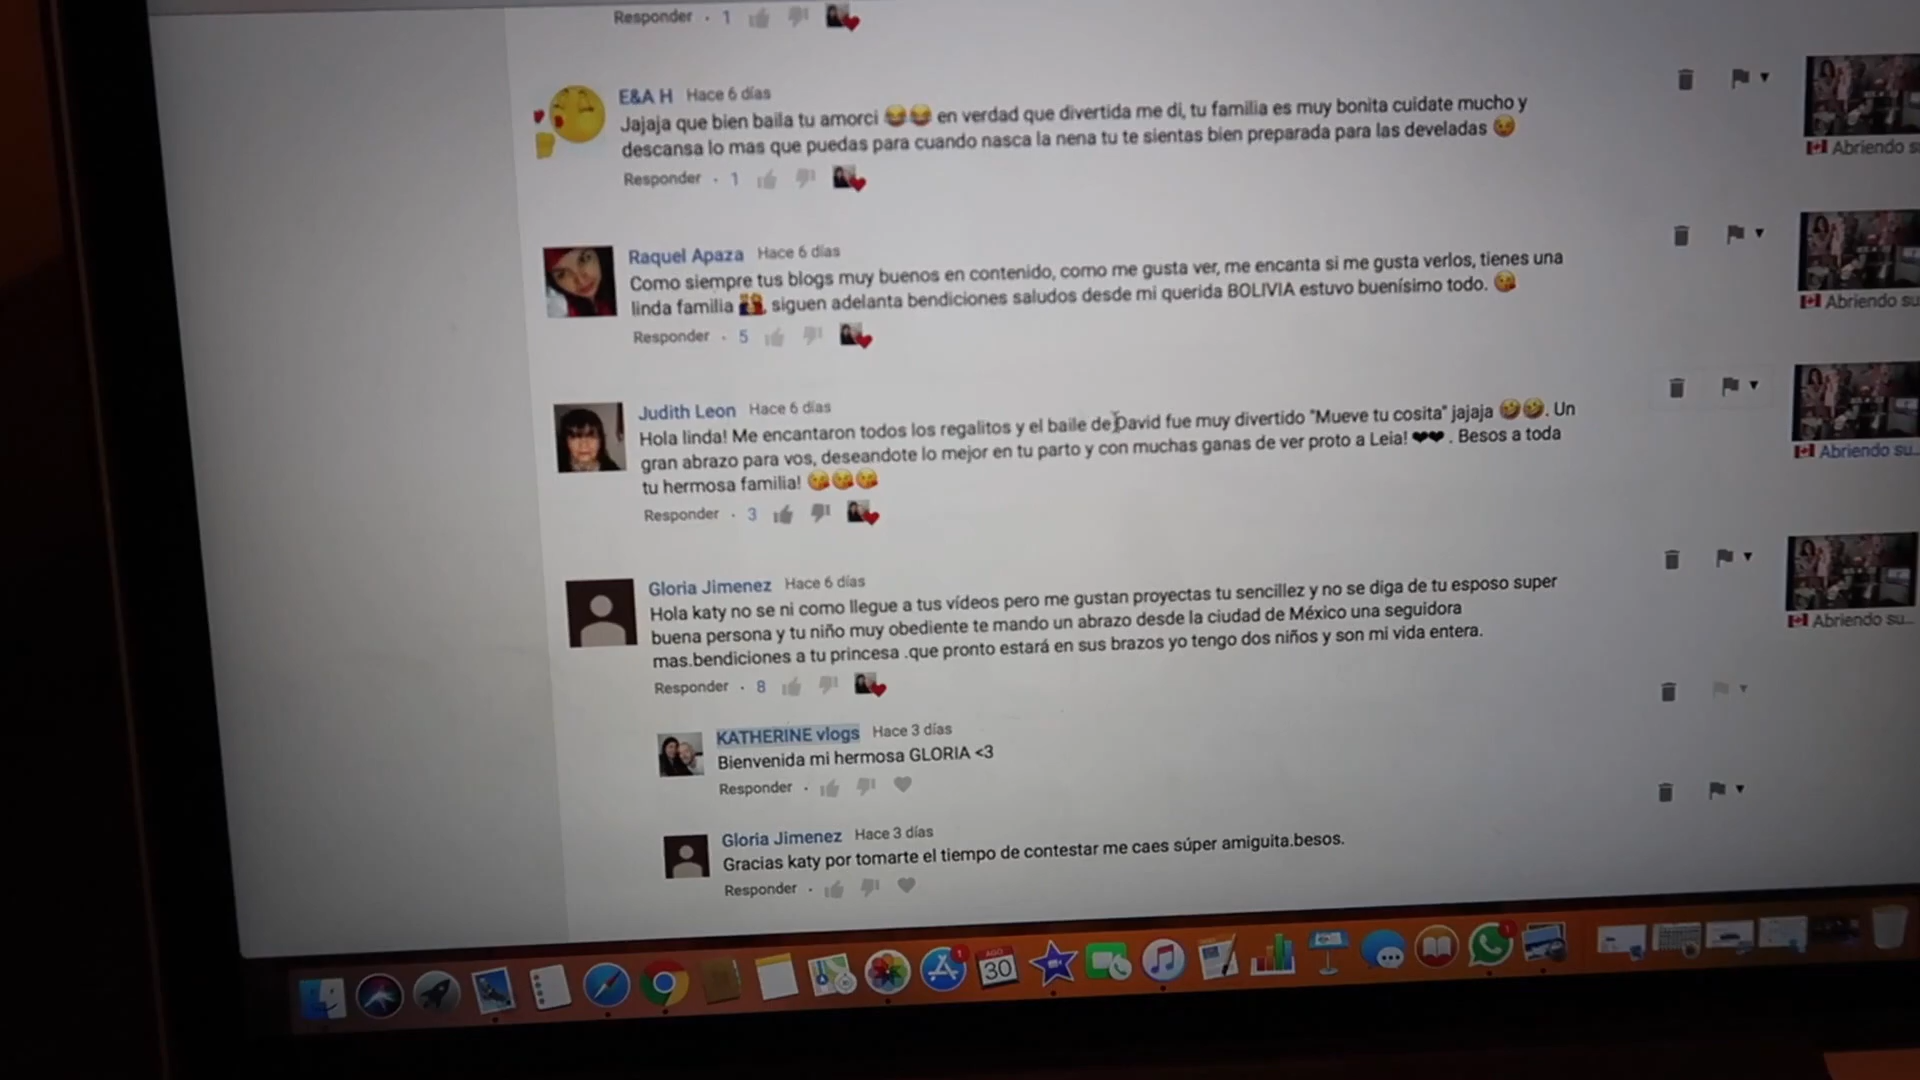 Responder · 1
E&A H Hace 6 días
Jajaja que bien baila tu amorci 😂😂 en verdad que divertida me di, tu familia es muy bonita cuidate mucho y
descansa lo mas que puedas para cuando nasca la nena tu te sientas bien preparada para las develadas 😉
Responder · 1
Abriendo s
Raquel Apaza Hace 6 días
Como siempre tus blogs muy buenos en contenido, como me gusta ver, me encanta si me gusta verlos, tienes una
linda familia 👪, siguen adelanta bendiciones saludos desde mi querida BOLIVIA estuvo buenísimo todo. 😘
Responder · 5
Abriendo su
Judith Leon Hace 6 días
Hola linda! Me encantaron todos los regalitos y el baile de David fue muy divertido "Mueve tu cosita" jajaja 🤣🤣. Un
gran abrazo para vos, deseandote lo mejor en tu parto y con muchas ganas de ver proto a Leia! ❤❤ . Besos a toda
tu hermosa familia! 😘😘😘
Responder · 3
Abriendo su...
Gloria Jimenez Hace 6 días
Hola katy no se ni como llegue a tus vídeos pero me gustan proyectas tu sencillez y no se diga de tu esposo super
buena persona y tu niño muy obediente te mando un abrazo desde la ciudad de México una seguidora
mas.bendiciones a tu princesa .que pronto estará en sus brazos yo tengo dos niños y son mi vida entera.
Responder · 8
Abriendo su...
KATHERINE vlogs Hace 3 días
Bienvenida mi hermosa GLORIA <3
Responder ·
Gloria Jimenez Hace 3 días
Gracias katy por tomarte el tiempo de contestar me caes súper amiguita.besos.
Responder ·
AGO
30
1
1